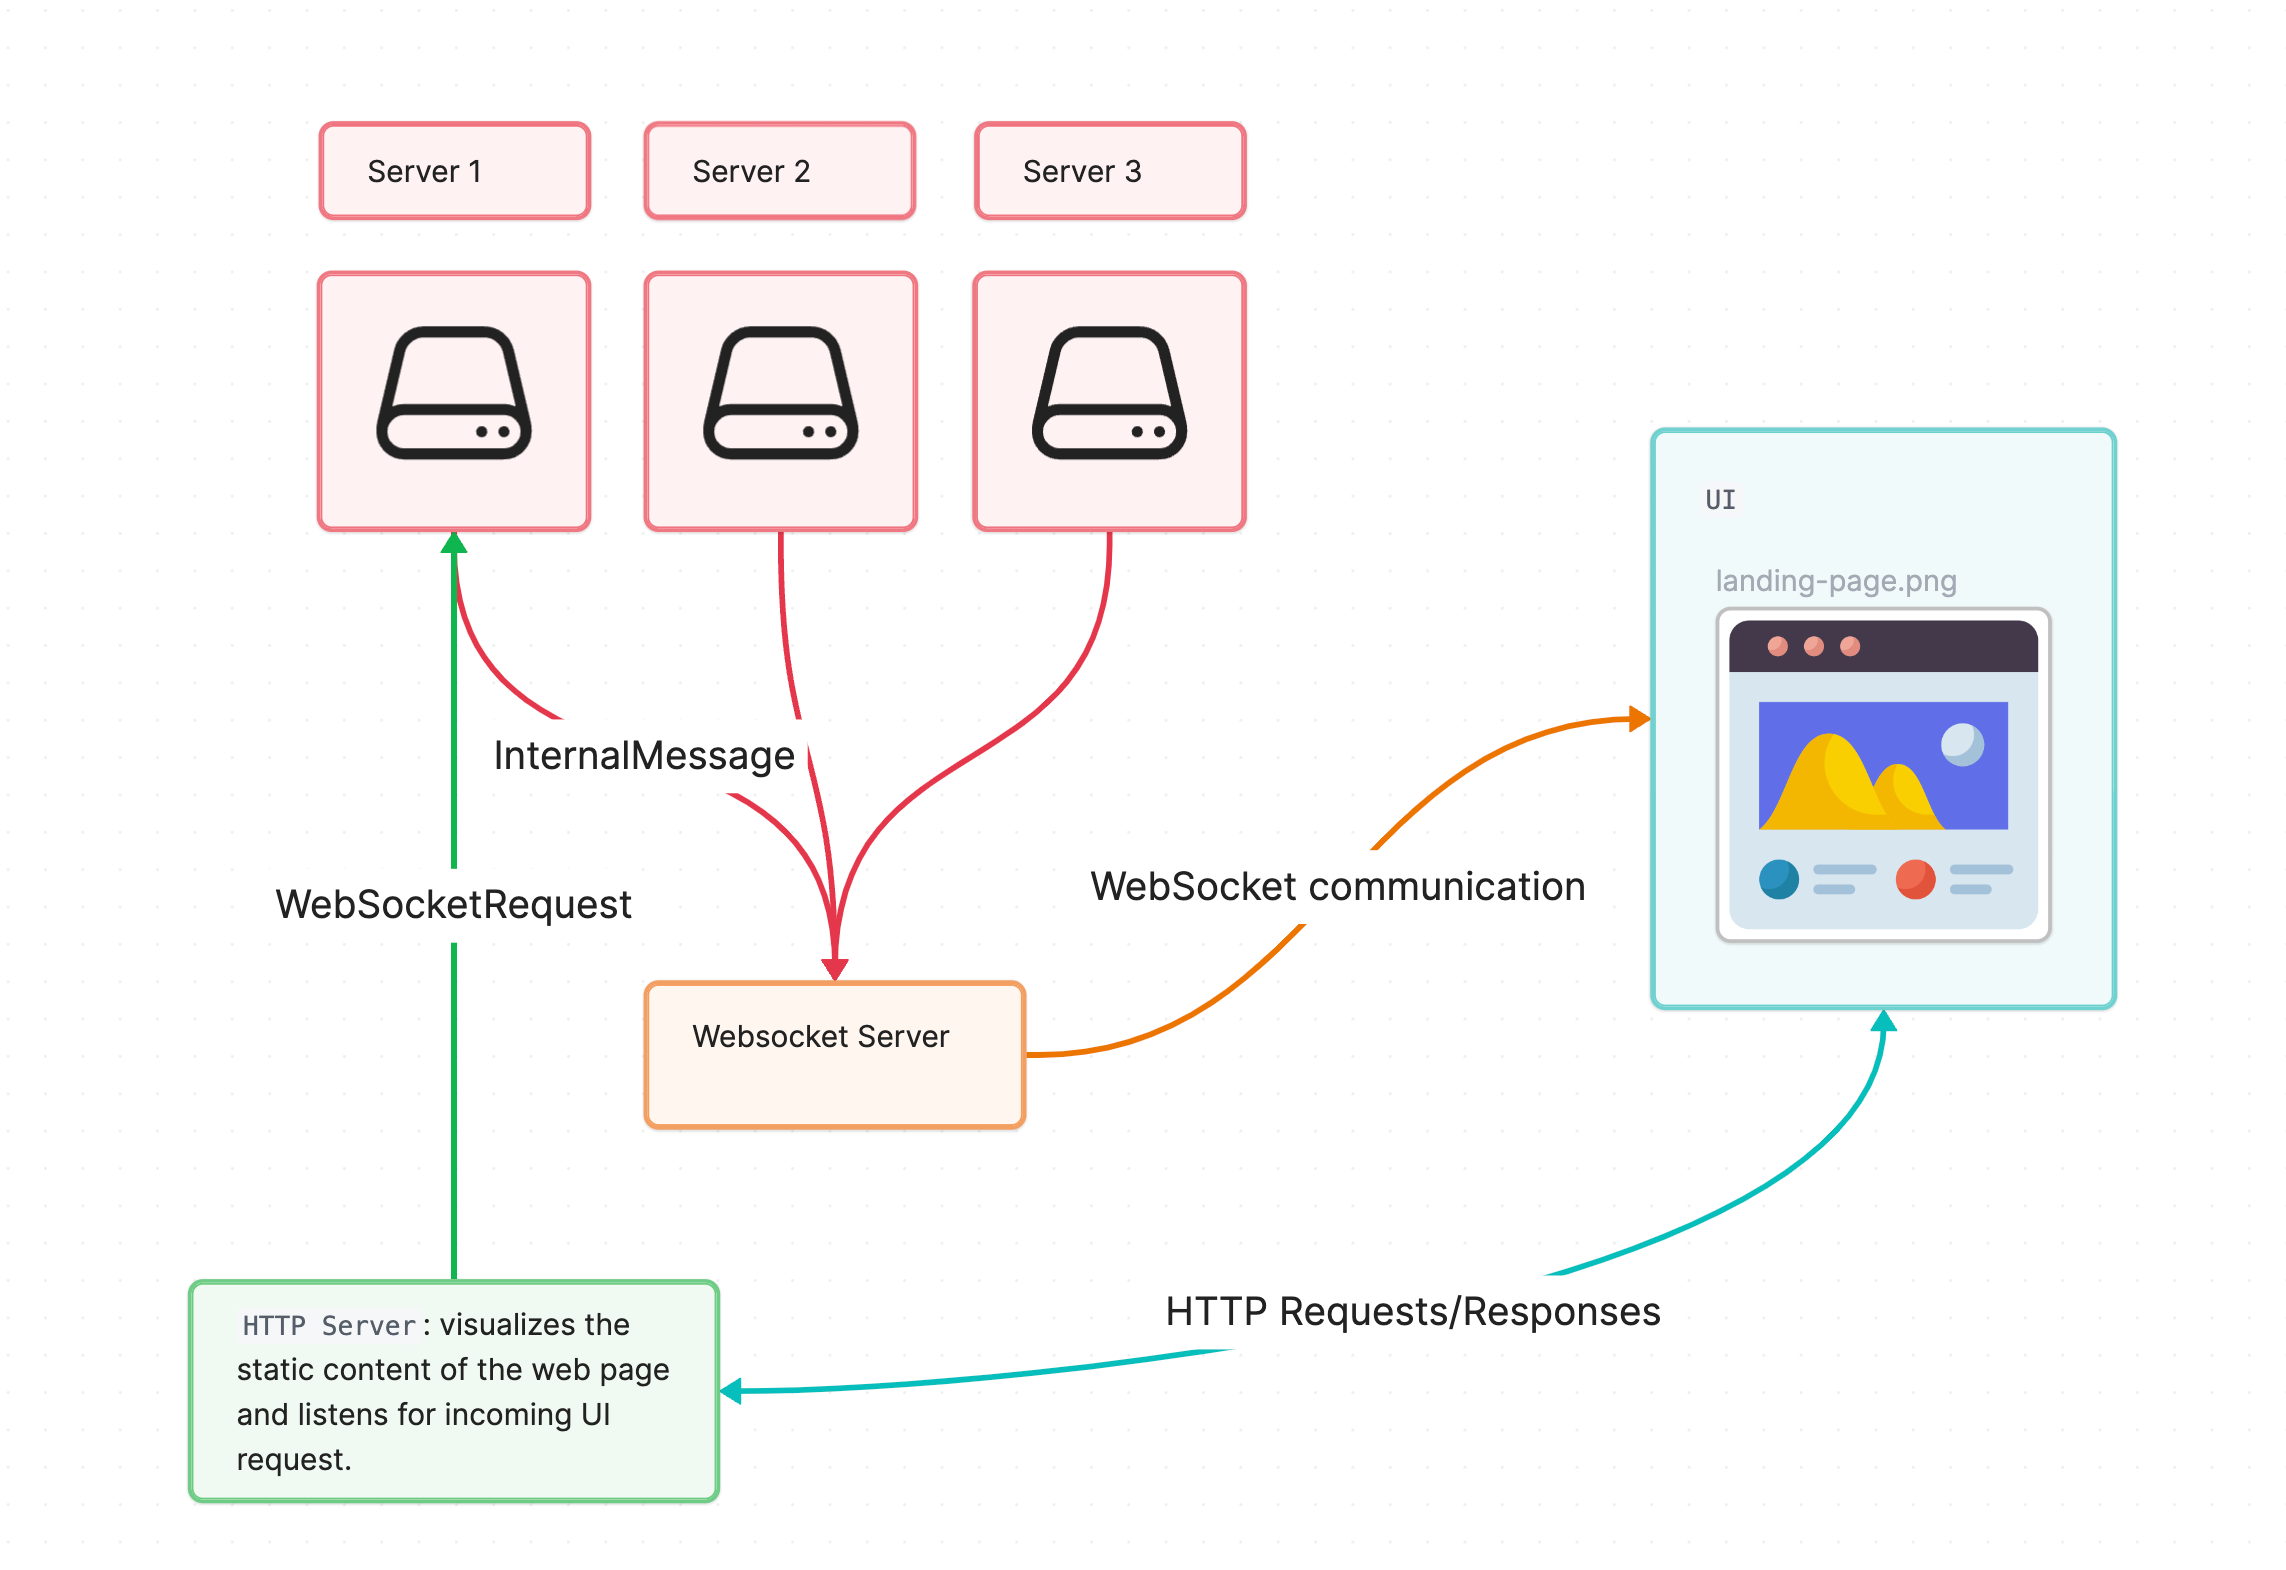 Server 1
Server 2
Server 3
UI
landing-page.png
InternalMessage
WebSocket communication
WebSocketRequest
Websocket Server
HTTP Requests/Responses
HTTP Server: visualizes the
static content of the web page
and listens for incoming UI
request.